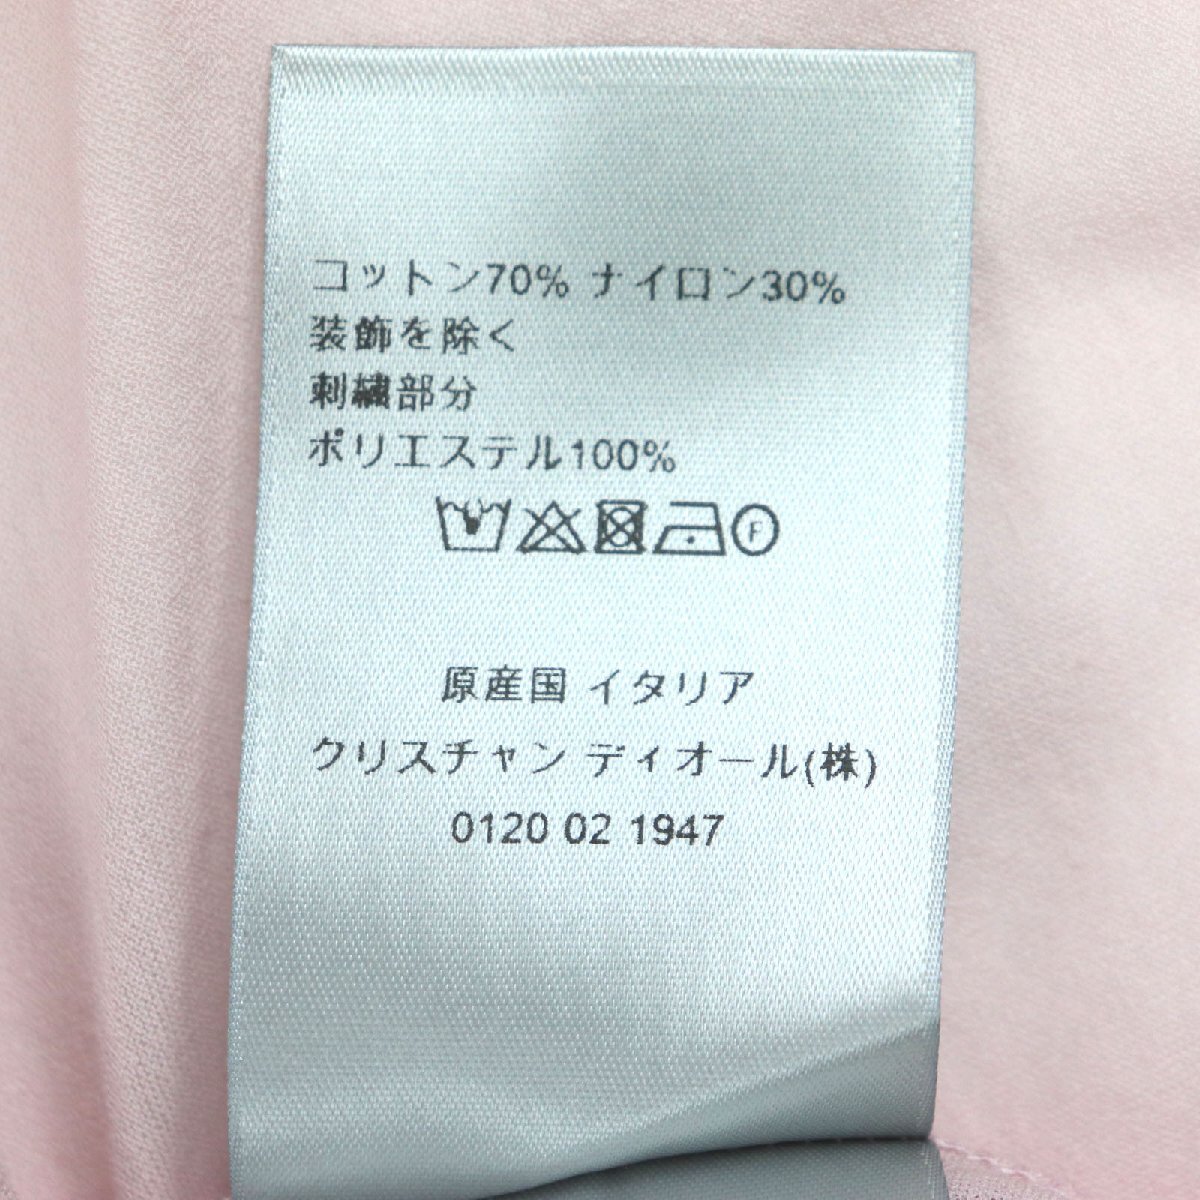 コットン70% ナイロン30%
装飾を除く
刺繍部分
ポリエステル100%
F
原産国 イタリア
クリスチャン ディオール(株)
0120 02 1947